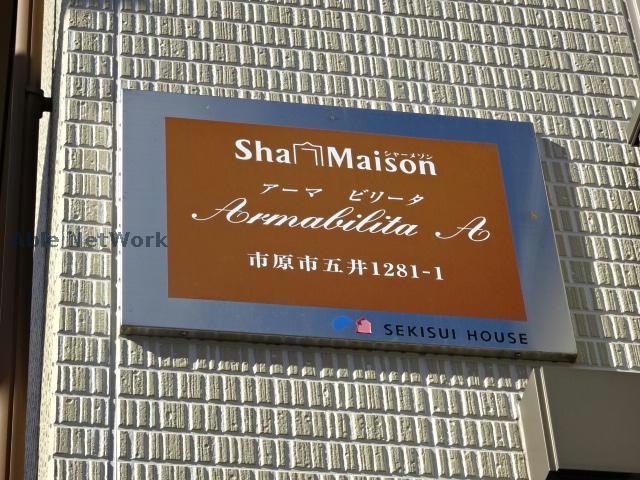 シャーメゾン
Sha Maison
アーマ ビリータ
Armabilita A
市原市五井1281-1
SEKISUI HOUSE
Able NetWork